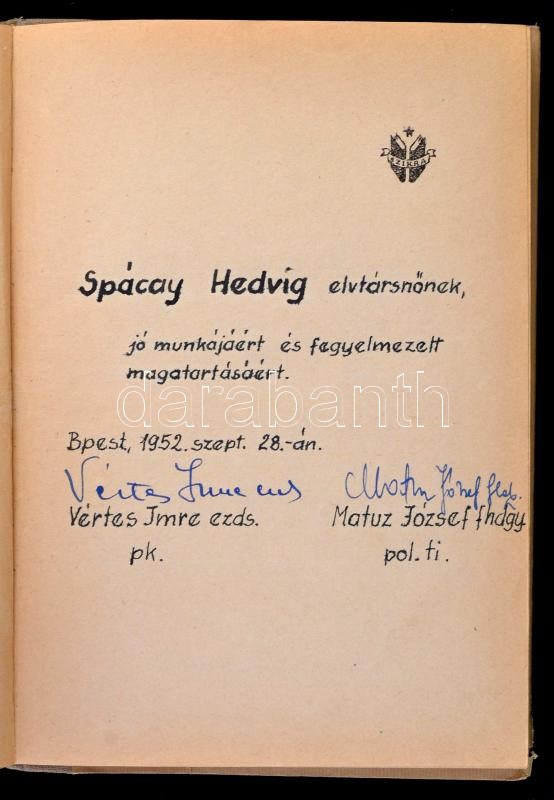 SZIKRA
Spácay Hedvig elvtársnőnek,
jó munkájáért és fegyelmezett
magatartásáért.
darabanth
Bpest, 1952. szept. 28.-án.
Vértes Imre ezds.
Vértes Imre ezds. Matuz József fhdgy
pk. pol. ti.